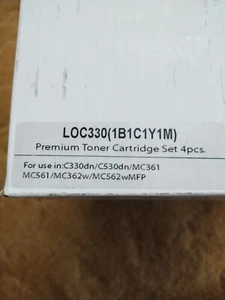 LOC330(1B1C1Y1M)
Premium Toner Cartridge Set 4pcs.
For use in:C330dn/C530dn/MC361
MC561/MC362w/MC562wMFP